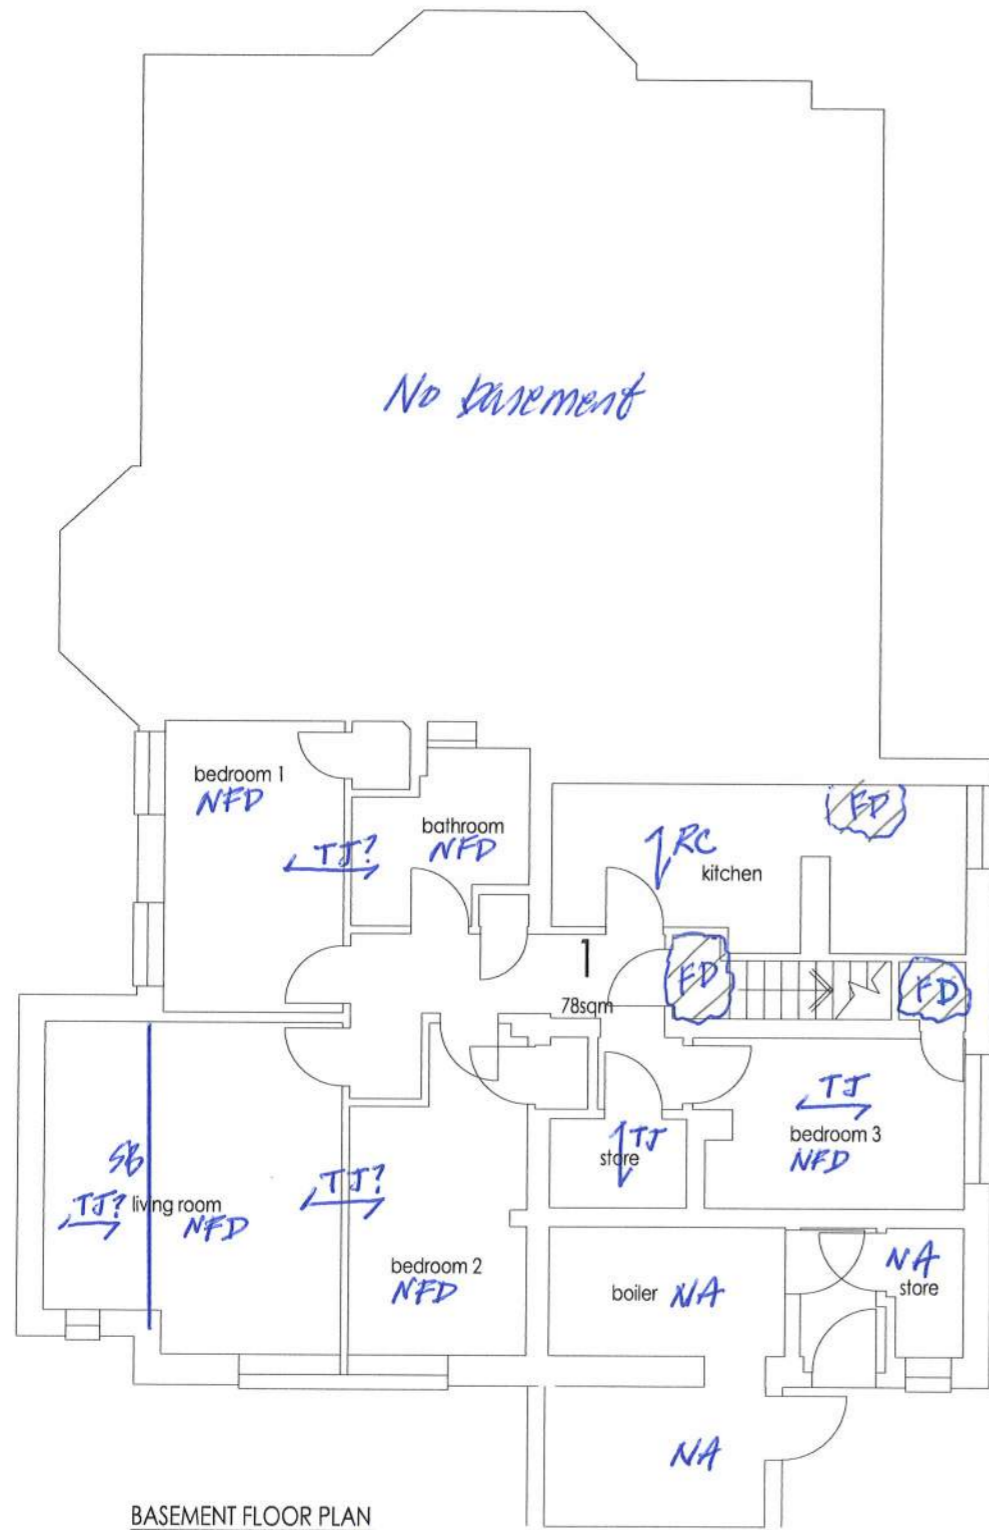 No basement
bedroom 1
NFD
TJ?
bathroom
NFD
FD
RC
kitchen
1
78sqm
FD
FD
TJ
bedroom 3
NFD
TJ
store
SB
TJ?
living room
NFD
TJ?
bedroom 2
NFD
boiler NA
NA
store
NA
BASEMENT FLOOR PLAN